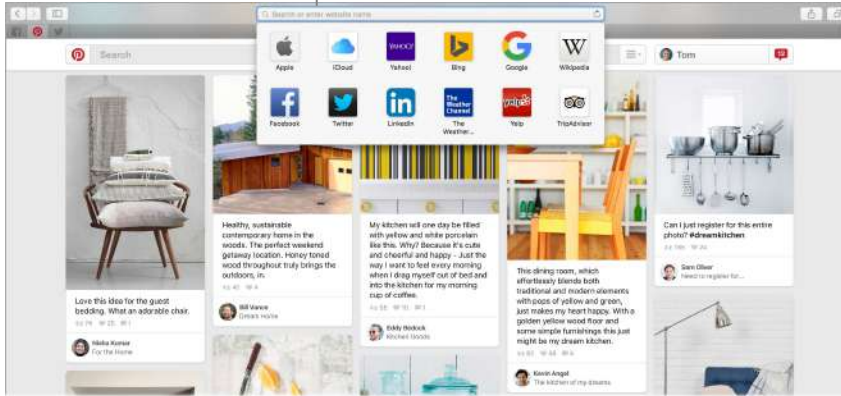 Search or enter website name
Apple
iCloud
YAHOO!
Yahoo!
Bing
Google
W
Wikipedia
Facebook
Twitter
in
LinkedIn
The
Weather
Channel
The
Weather...
yelp
Yelp
TripAdvisor
Search
Tom
Love this idea for the guest
bedding. What an adorable chair.
Nisha Kumar
For the Home
Healthy, sustainable
contemporary home in the
woods. The perfect weekend
getaway location. Honey toned
wood throughout truly brings the
outdoors, in.
Bill Vance
Dream Home
My kitchen will one day be filled
with yellow and white porcelain
like this. Why? Because it's cute
and cheerful and happy - Just the
way I want to feel every morning
when I drag myself out of bed and
into the kitchen for my morning
cup of coffee.
Eddy Bedock
Kitchen Goods
This dining room, which
effortlessly blends both
traditional and modern elements
with pops of yellow and green,
just makes my heart happy. With a
golden yellow wood floor and
some simple furnishings this just
might be my dream kitchen.
Kevin Angel
The kitchen of my dreams
Can I just register for this entire
photo? #dreamkitchen
Sam Oliver
Need to register for...